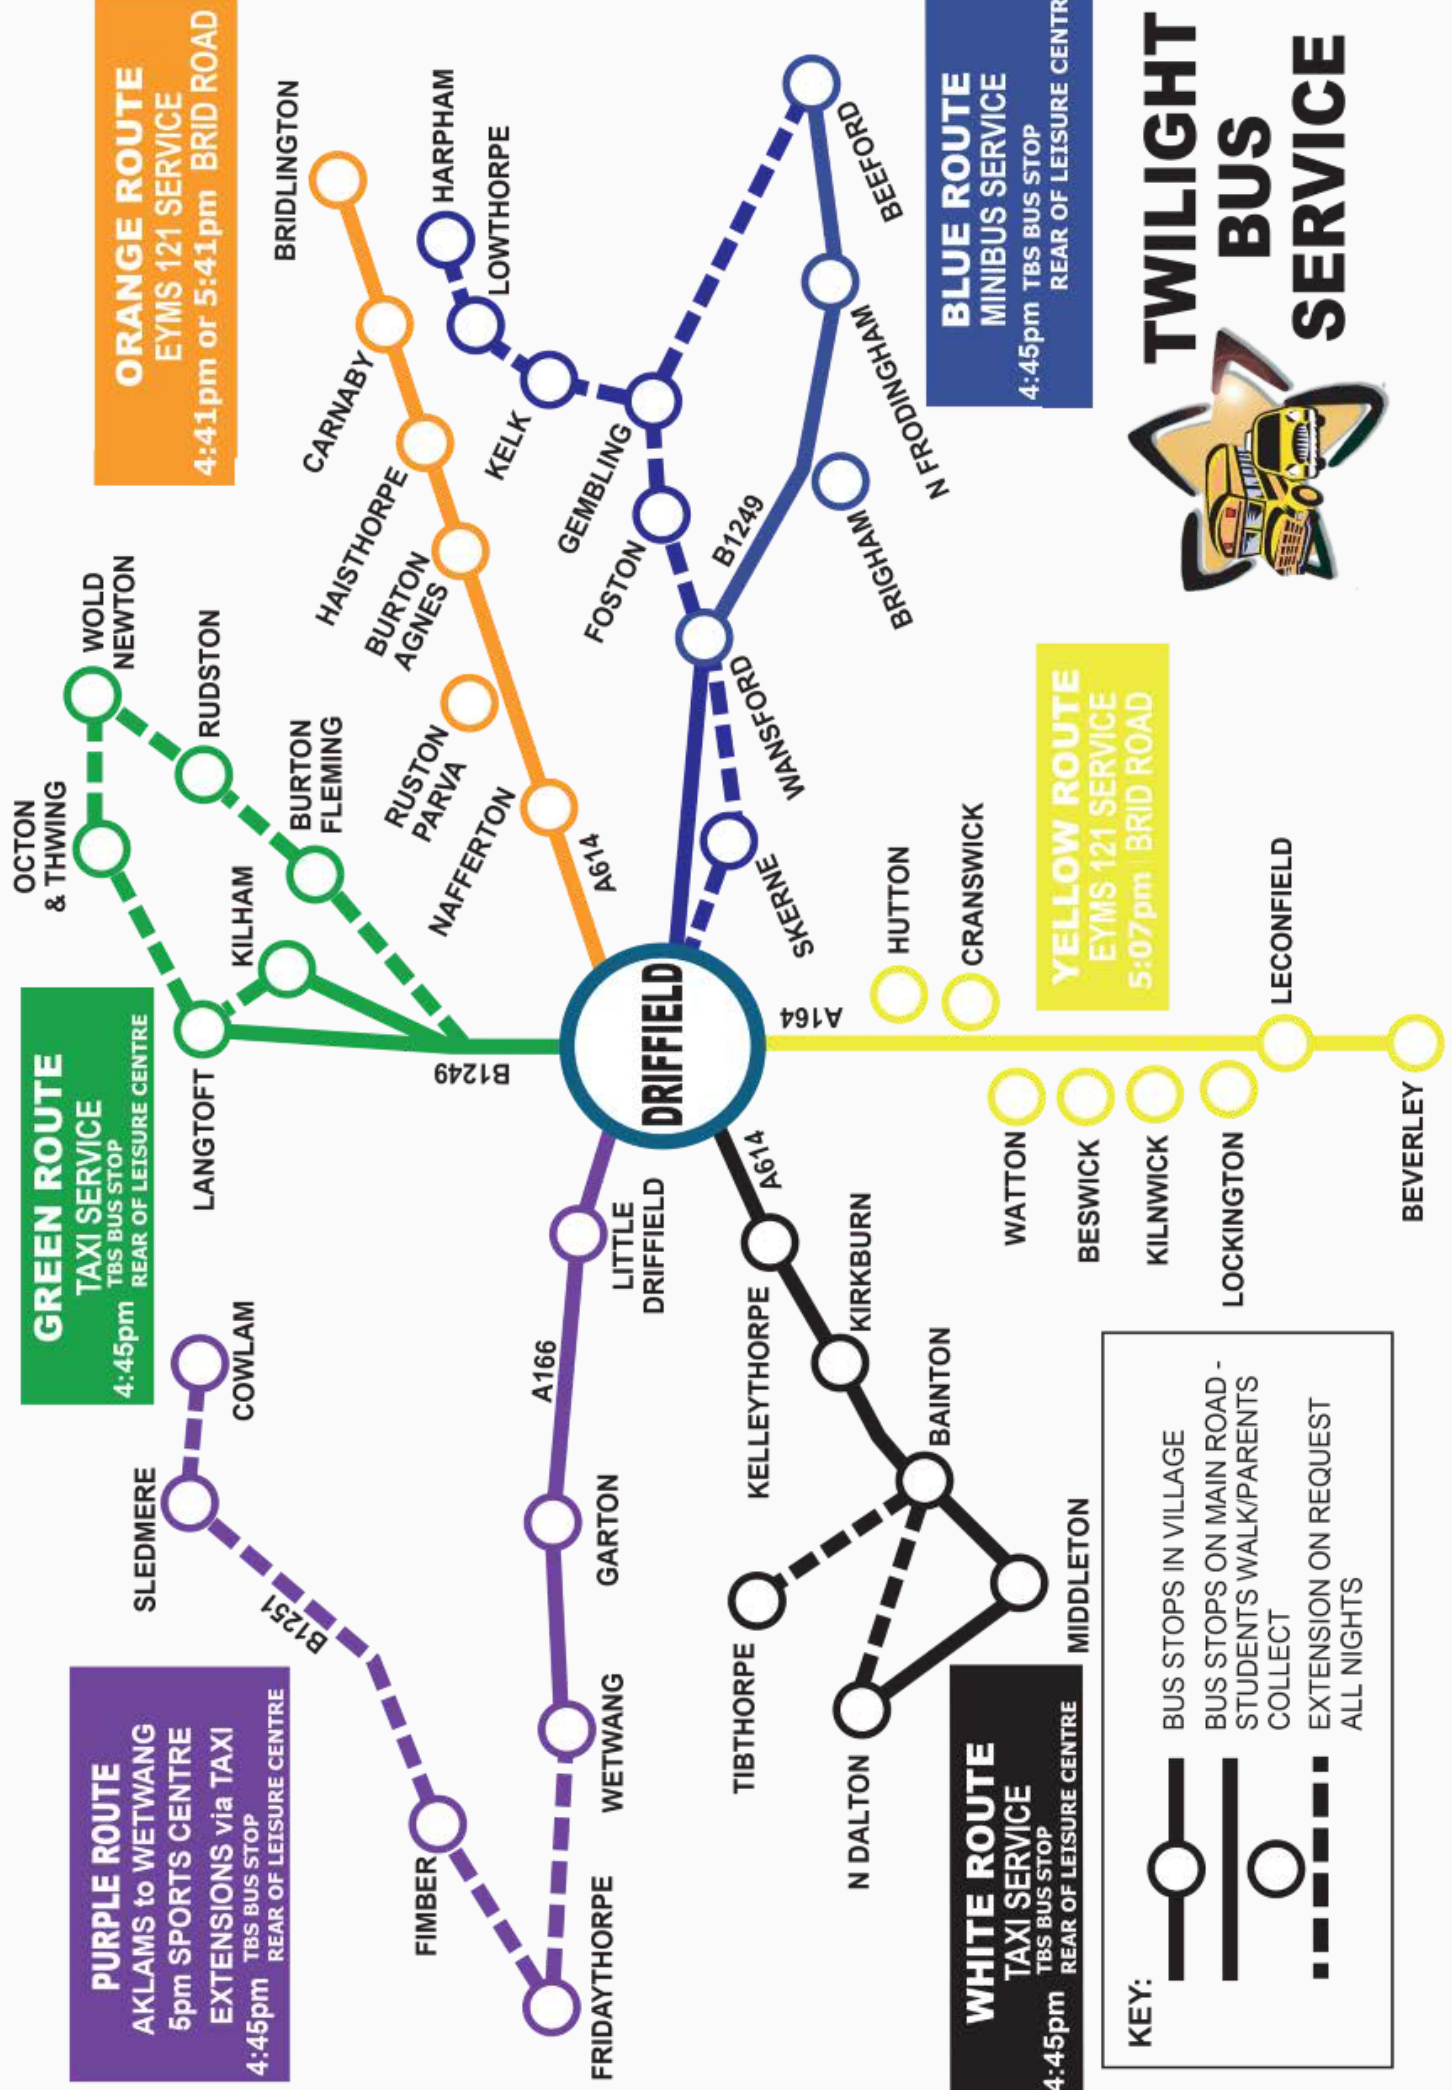 PURPLE ROUTE
AKLAMS to WETWANG
5pm SPORTS CENTRE
EXTENSIONS via TAXI
4:45pm TBS BUS STOP
REAR OF LEISURE CENTRE
GREEN ROUTE
TAXI SERVICE
TBS BUS STOP
4:45pm REAR OF LEISURE CENTRE
ORANGE ROUTE
EYMS 121 SERVICE
4:41pm or 5:41pm BRID ROAD
SLEDMERE
COWLAM
B1251
FIMBER
FRIDAYTHORPE
WETWANG
GARTON
A166
LITTLE
DRIFFIELD
LANGTOFT
OCTON
& THWING
WOLD
NEWTON
RUDSTON
BURTON
FLEMING
KILHAM
B1249
BRIDLINGTON
CARNABY
HAISTHORPE
BURTON
AGNES
RUSTON
PARVA
NAFFERTON
A614
HARPHAM
LOWTHORPE
KELK
GEMBLING
FOSTON
B1249
WANSFORD
SKERNE
BRIGHAM
N FRODINGHAM
BEEFORD
DRIFFIELD
A614
KELLEYTHORPE
KIRKBURN
BAINTON
TIBTHORPE
N DALTON
MIDDLETON
A164
HUTTON
CRANSWICK
WATTON
BESWICK
KILNWICK
LOCKINGTON
LECONFIELD
BEVERLEY
WHITE ROUTE
TAXI SERVICE
TBS BUS STOP
4:45pm REAR OF LEISURE CENTRE
YELLOW ROUTE
EYMS 121 SERVICE
5:07pm BRID ROAD
BLUE ROUTE
MINIBUS SERVICE
4:45pm TBS BUS STOP
REAR OF LEISURE CENTR
KEY:
BUS STOPS IN VILLAGE
BUS STOPS ON MAIN ROAD -
STUDENTS WALK/PARENTS
COLLECT
EXTENSION ON REQUEST
ALL NIGHTS
TWILIGHT
BUS
SERVICE